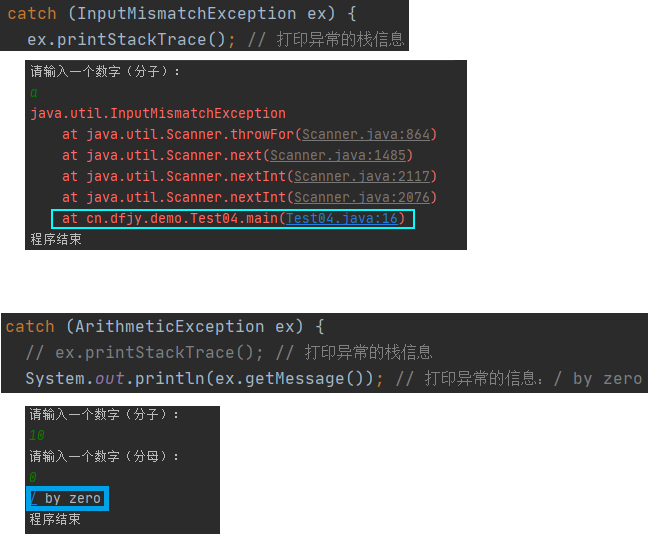 catch (InputMismatchException ex) {
ex.printStackTrace(); // 打印异常的栈信息
请输入一个数字（分子）：
a
java.util.InputMismatchException
at java.util.Scanner.throwFor(Scanner.java:864)
at java.util.Scanner.next(Scanner.java:1485)
at java.util.Scanner.nextInt(Scanner.java:2117)
at java.util.Scanner.nextInt(Scanner.java:2076)
at cn.dfjy.demo.Test04.main(Test04.java:16)
程序结束
catch (ArithmeticException ex) {
// ex.printStackTrace(); // 打印异常的栈信息
System.out.println(ex.getMessage()); // 打印异常的信息：/ by zero
请输入一个数字（分子）：
10
请输入一个数字（分母）：
0
/ by zero
程序结束